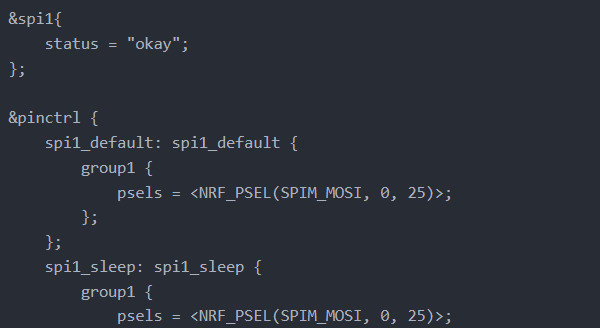 &spi1{
    status = "okay";
};

&pinctrl {
    spi1_default: spi1_default {
        group1 {
            psels = <NRF_PSEL(SPIM_MOSI, 0, 25)>;
        };
    };
    spi1_sleep: spi1_sleep {
        group1 {
            psels = <NRF_PSEL(SPIM_MOSI, 0, 25)>;